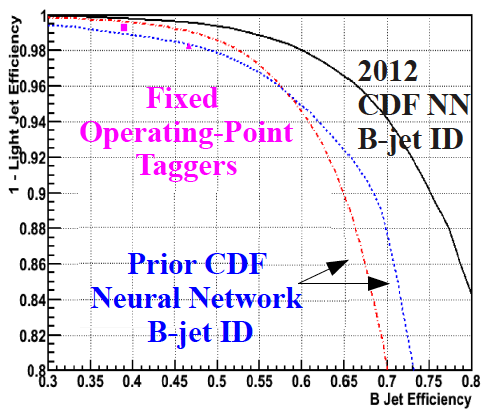 1 - Light Jet Efficiency
1
0.98
0.96
0.94
0.92
0.9
0.88
0.86
0.84
0.82
0.8
2012
CDF NN
B-jet ID
Fixed
Operating-Point
Taggers
Prior CDF
Neural Network
B-jet ID
0.3 0.35 0.4 0.45 0.5 0.55 0.6 0.65 0.7 0.75 0.8
B Jet Efficiency